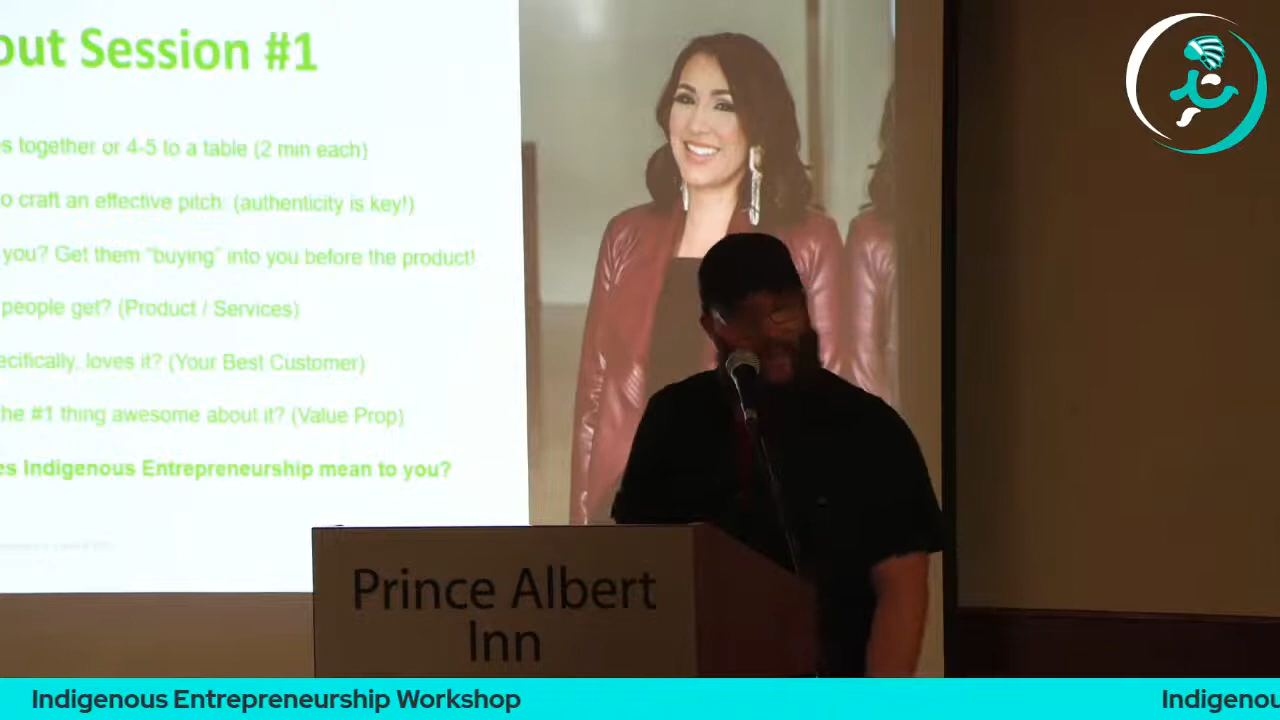 out Session #1
s together or 4-5 to a table (2 min each)
o craft an effective pitch: (authenticity is key!)
you? Get them "buying" into you before the product!
people get? (Product / Services)
ecifically, loves it? (Your Best Customer)
he #1 thing awesome about it? (Value Prop)
es Indigenous Entrepreneurship mean to you?
Prince Albert
Inn
Indigenous Entrepreneurship Workshop
Indigenou